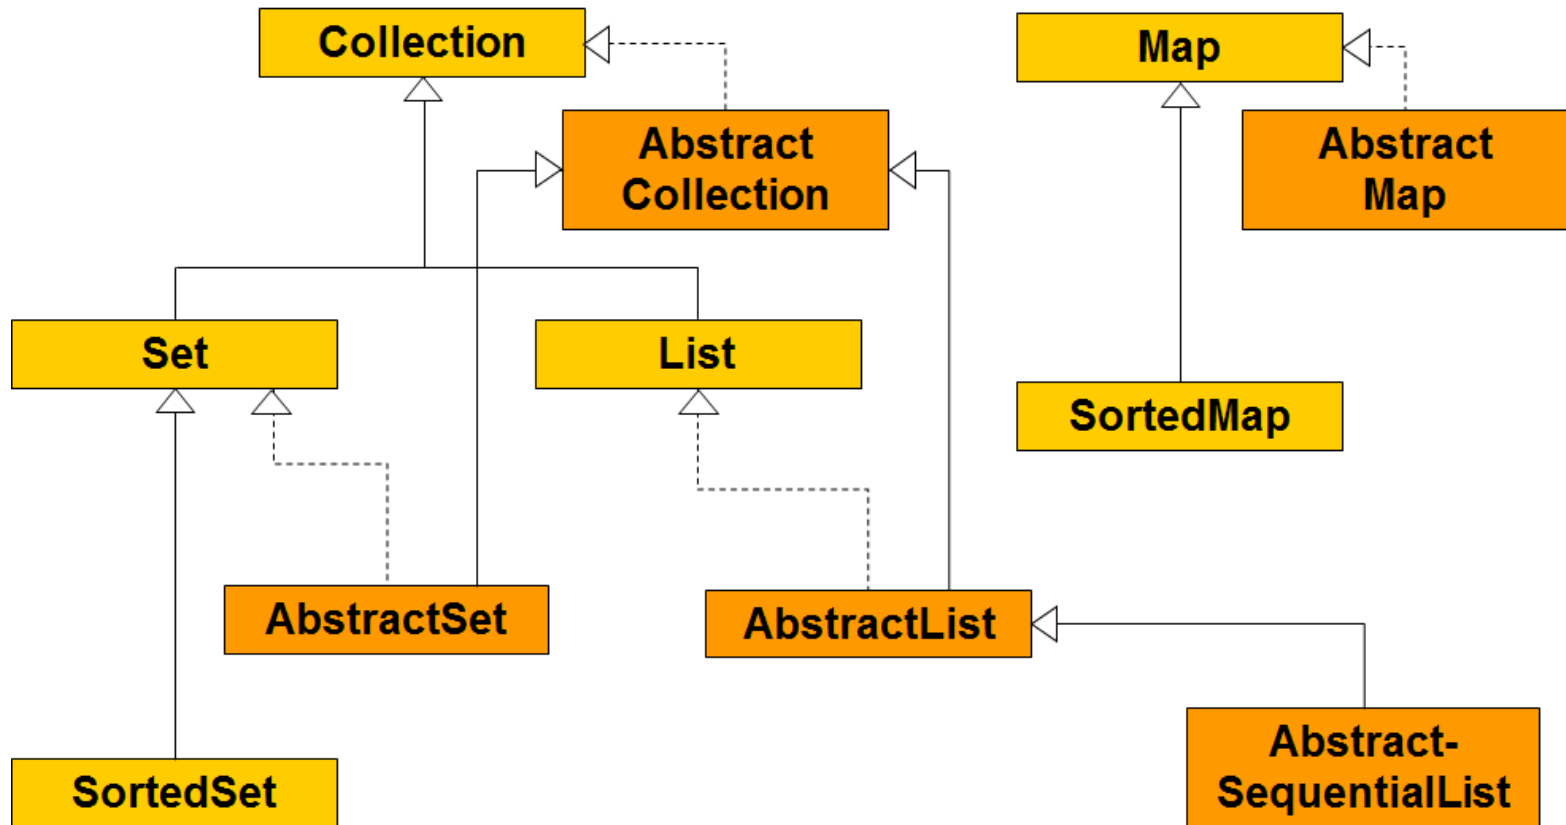 Collection
Map
Abstract
Collection
Abstract
Map
Set
List
SortedMap
AbstractSet
AbstractList
Abstract-
SequentialList
SortedSet